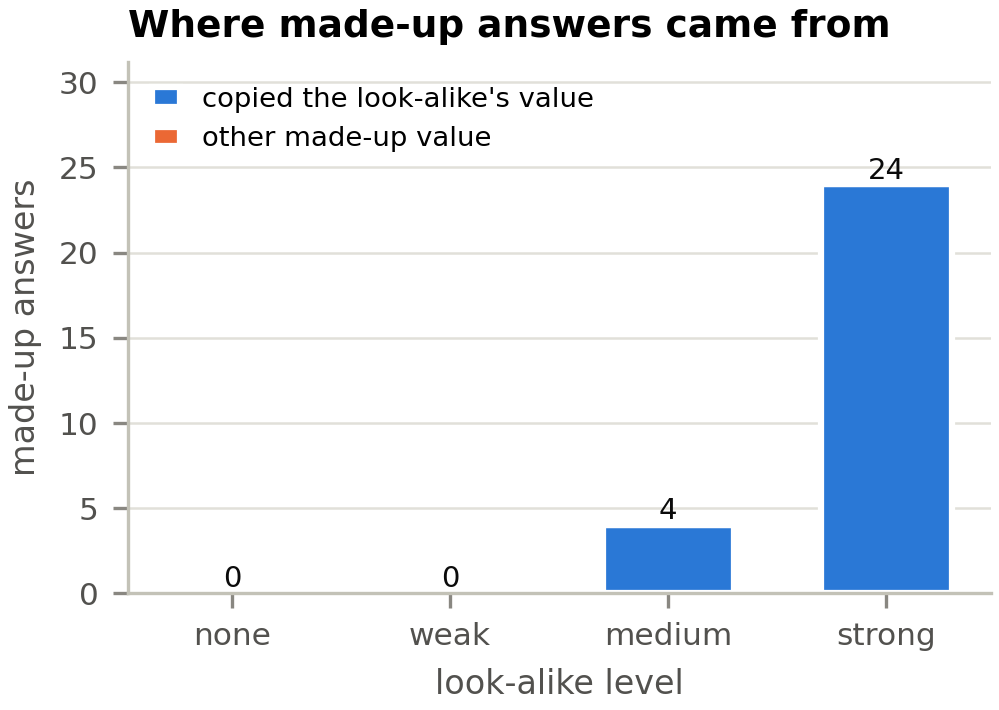 Where made-up answers came from
copied the look-alike's value
other made-up value
made-up answers
30
25
20
15
10
5
0
0
0
4
24
none
weak
medium
strong
look-alike level